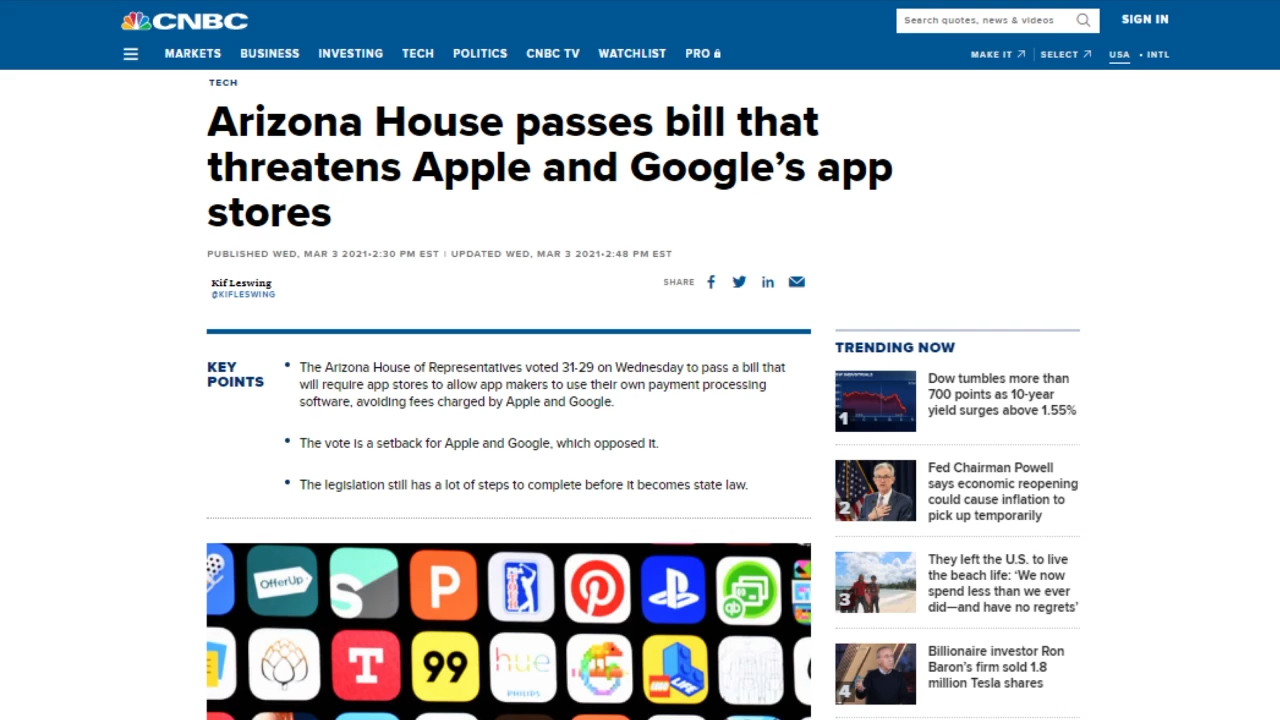 CNBC
Search quotes, news & videos
SIGN IN
MARKETS BUSINESS INVESTING TECH POLITICS CNBC TV WATCHLIST PRO
MAKE IT SELECT USA • INTL
TECH
Arizona House passes bill that
threatens Apple and Google’s app
stores
PUBLISHED WED, MAR 3 2021•2:30 PM EST | UPDATED WED, MAR 3 2021•2:48 PM EST
Kif Leswing
@KIFLESWING
SHARE
KEY
POINTS
• The Arizona House of Representatives voted 31-29 on Wednesday to pass a bill that
will require app stores to allow app makers to use their own payment processing
software, avoiding fees charged by Apple and Google.
• The vote is a setback for Apple and Google, which opposed it.
• The legislation still has a lot of steps to complete before it becomes state law.
OfferUp
S
P
PGA TOUR
qb
T
99
hue
PHILIPS
LEGO
LIFE
TRENDING NOW
1
Dow tumbles more than
700 points as 10-year
yield surges above 1.55%
2
Fed Chairman Powell
says economic reopening
could cause inflation to
pick up temporarily
3
They left the U.S. to live
the beach life: ‘We now
spend less than we ever
did—and have no regrets’
4
Billionaire investor Ron
Baron’s firm sold 1.8
million Tesla shares